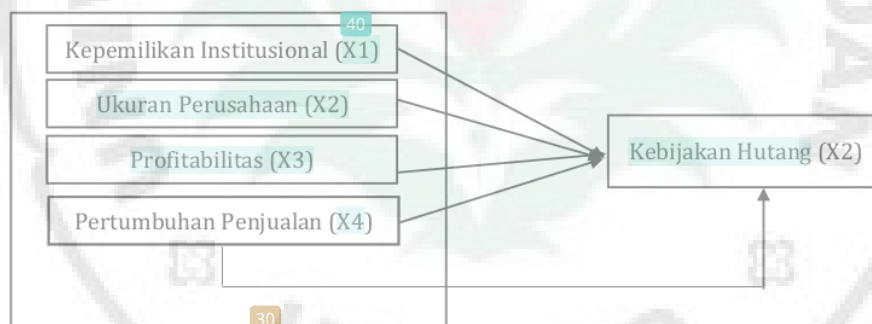 40
Kepemilikan Institusional (X1)
Ukuran Perusahaan (X2)
Profitabilitas (X3)
Kebijakan Hutang (X2)
Pertumbuhan Penjualan (X4)
30